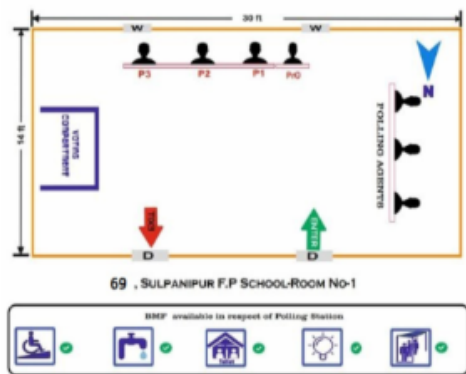 30 ft
W
W
P3
P2
P1
PrO
N
14 ft
VOTING
COMPARTMENT
POLLING AGENTS
EXIT
ENTER
D
D
69 , SULPANIPUR F.P SCHOOL-ROOM NO-1
BMF available in respect of Polling Station